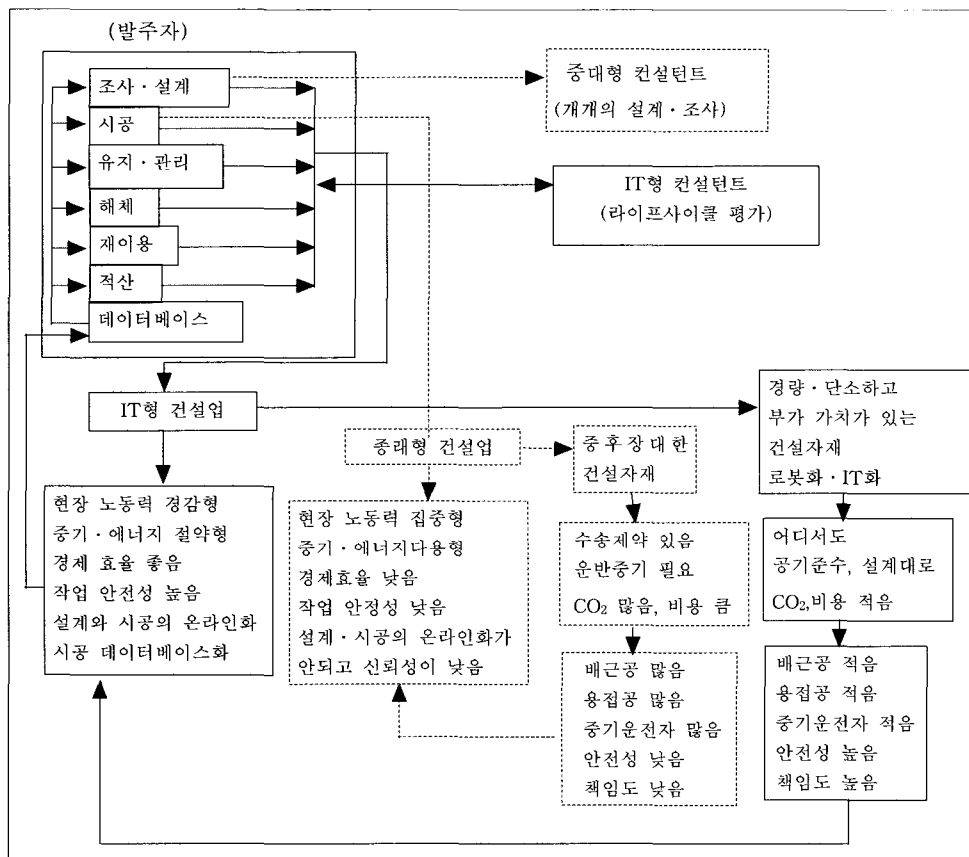 (발주자)
조사·설계
시공
유지·관리
해체
재이용
적산
데이터베이스
중대형 컨설턴트
(개개의 설계·조사)
IT형 컨설턴트
(라이프사이클 평가)
IT형 건설업
종래형 건설업
중후장대한
건설자재
경량·단소하고
부가 가치가 있는
건설자재
로봇화·IT화
현장 노동력 경감형
중기·에너지 절약형
경제 효율 좋음
작업 안전성 높음
설계와 시공의 온라인화
시공 데이터베이스화
현장 노동력 집중형
중기·에너지다용형
경제효율 낮음
작업 안정성 낮음
설계·시공의 온라인화가
안되고 신뢰성이 낮음
수송제약 있음
운반중기 필요
CO₂ 많음, 비용 큼
어디서도
공기준수, 설계대로
CO₂,비용 적음
배근공 많음
용접공 많음
중기운전자 많음
안전성 낮음
책임도 낮음
배근공 적음
용접공 적음
중기운전자 적음
안전성 높음
책임도 높음